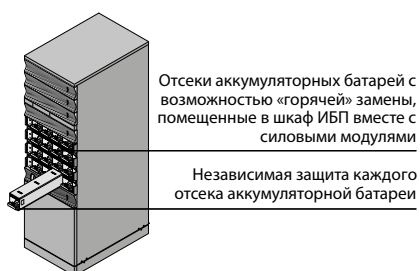 Отсеки аккумуляторных батарей с
возможностью «горячей» замены,
помещенные в шкаф ИБП вместе с
силовыми модулями
Независимая защита каждого
отсека аккумуляторной батареи